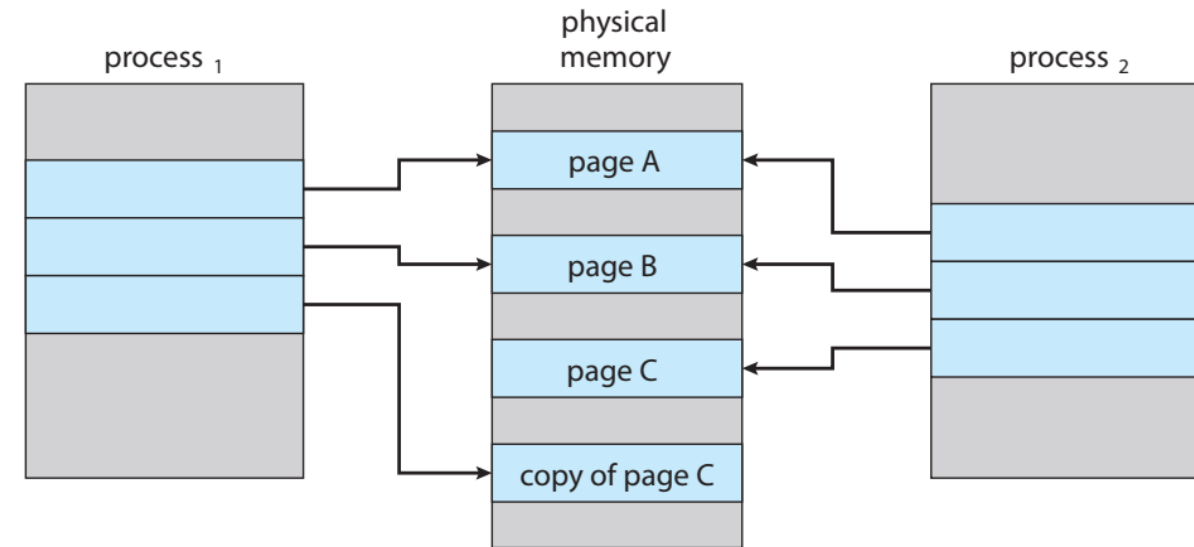 process 1
physical
memory
process 2
page A
page B
page C
copy of page C